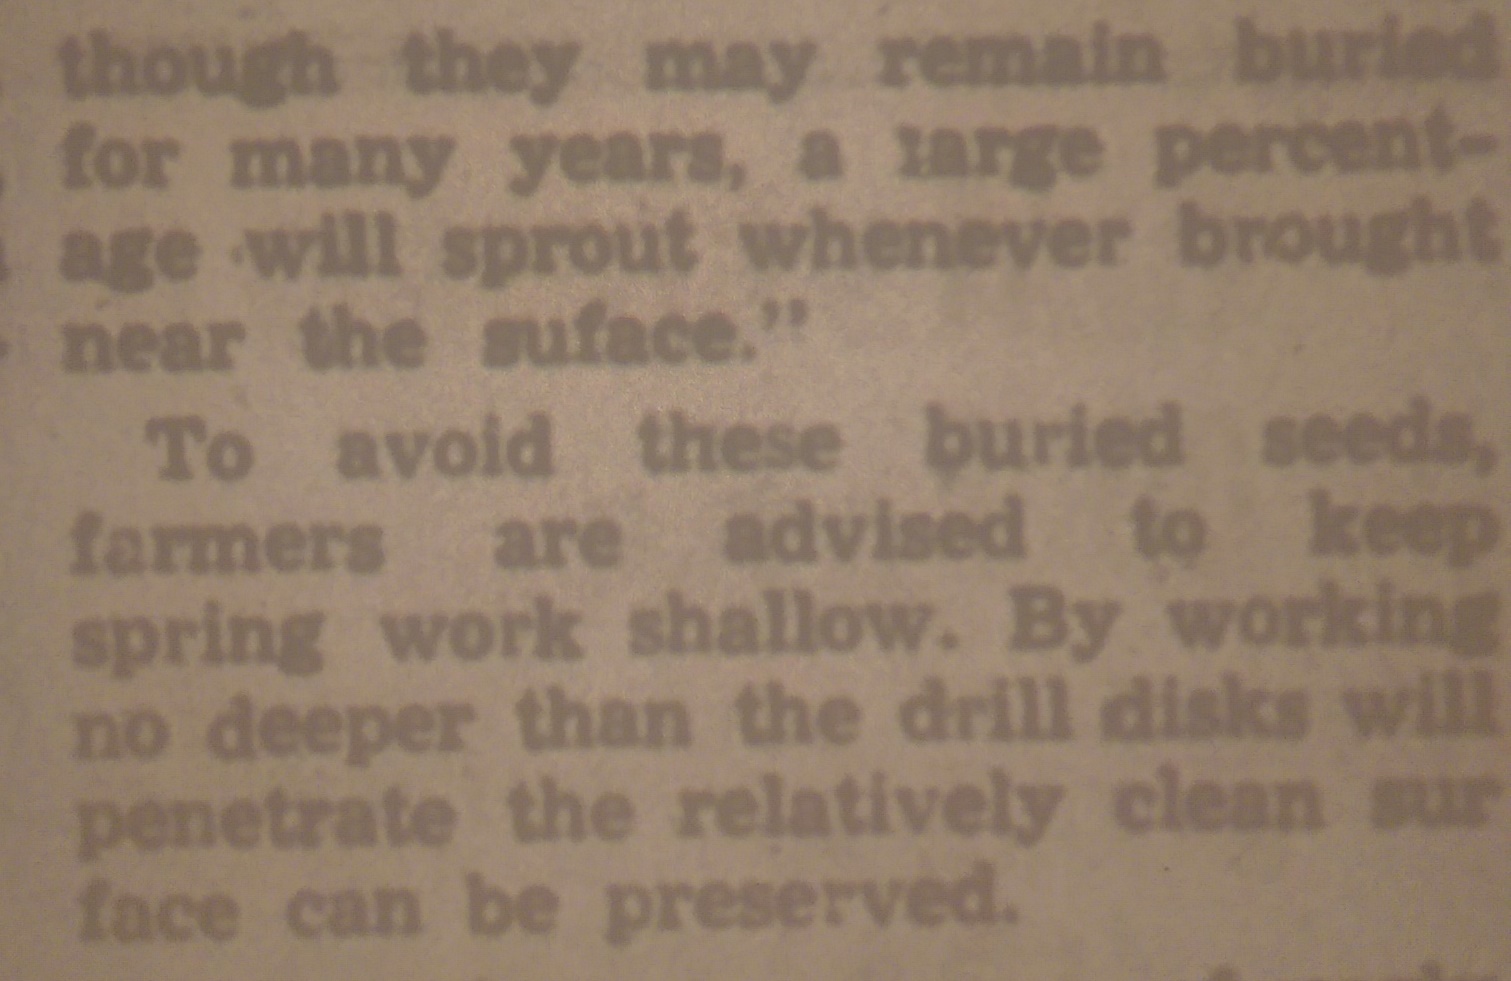 though they may remain buried
for many years, a large percent-
age will sprout whenever brought
near the suface.”
To avoid these buried seeds,
farmers are advised to keep
spring work shallow. By working
no deeper than the drill disks will
penetrate the relatively clean sur
face can be preserved.